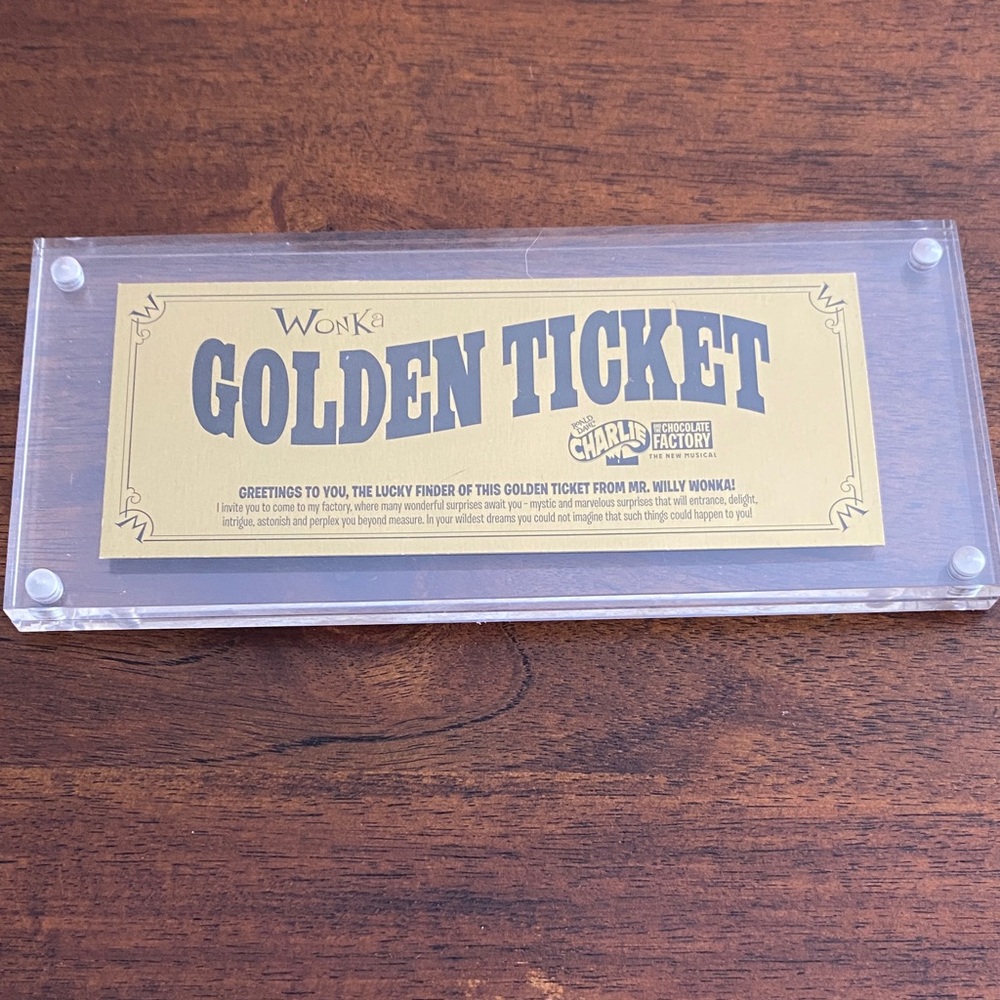 WONKA
GOLDEN TICKET
ROALD
DAHL'S
CHARLIE
AND THE CHOCOLATE
FACTORY
THE NEW MUSICAL
GREETINGS TO YOU, THE LUCKY FINDER OF THIS GOLDEN TICKET FROM MR. WILLY WONKA!
I invite you to come to my factory, where many wonderful surprises await you – mystic and marvelous surprises that will entrance, delight,
intrigue, astonish and perplex you beyond measure. In your wildest dreams you could not imagine that such things could happen to you!
W
W
W
W